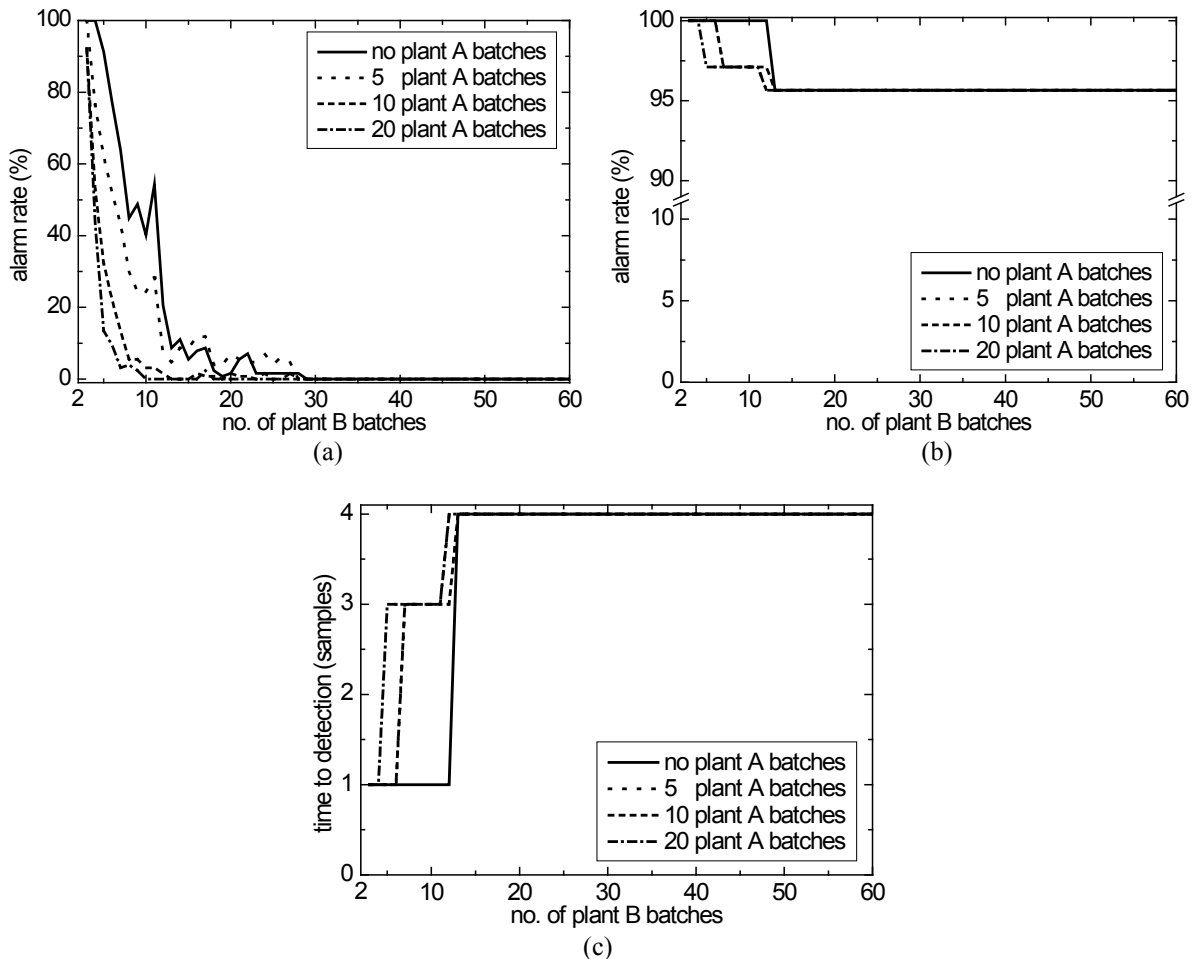 100
80
60
40
20
0
alarm rate (%)
no plant A batches
5 plant A batches
10 plant A batches
20 plant A batches
2 10 20 30 40 50 60
no. of plant B batches
(a)
100
95
90
10
5
0
alarm rate (%)
no plant A batches
5 plant A batches
10 plant A batches
20 plant A batches
2 10 20 30 40 50 60
no. of plant B batches
(b)
4
3
2
1
0
time to detection (samples)
no plant A batches
5 plant A batches
10 plant A batches
20 plant A batches
2 10 20 30 40 50 60
no. of plant B batches
(c)